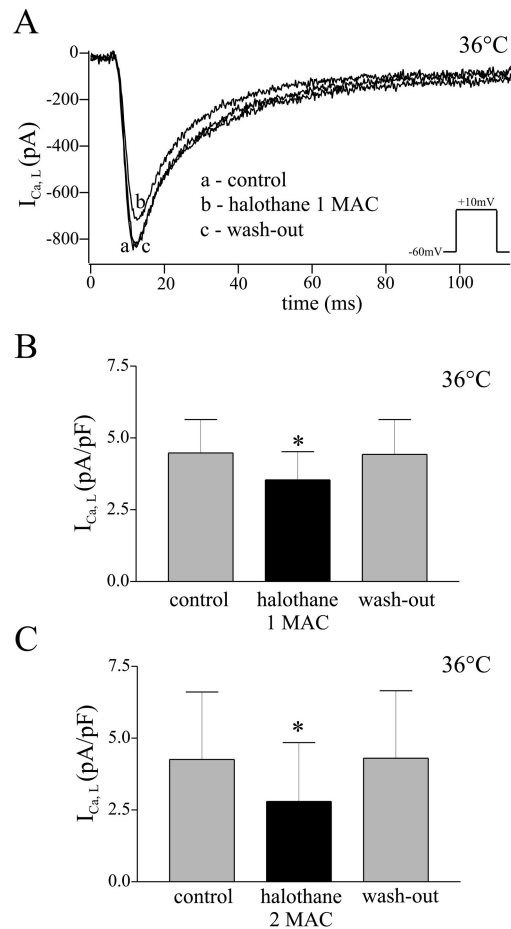 A
36°C
0
-200
-400
-600
-800
I Ca, L (pA)
b
a
c
a - control
b - halothane 1 MAC
c - wash-out
+10mV
-60mV
0
20
40
60
80
100
time (ms)
B
36°C
7.5
5.0
2.5
0.0
I Ca, L (pA/pF)
*
control
halothane
1 MAC
wash-out
C
36°C
7.5
5.0
2.5
0.0
I Ca, L (pA/pF)
*
control
halothane
2 MAC
wash-out